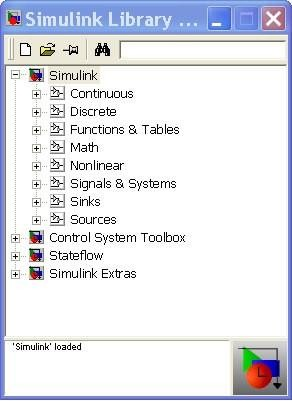 Simulink Library ...
Simulink
Continuous
Discrete
Functions & Tables
Math
Nonlinear
Signals & Systems
Sinks
Sources
Control System Toolbox
Stateflow
Simulink Extras
'Simulink' loaded